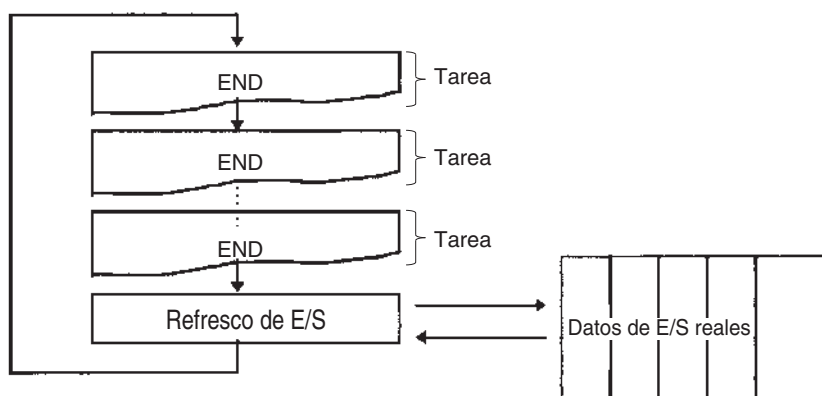 END
Tarea
END
Tarea
END
Tarea
Refresco de E/S
Datos de E/S reales